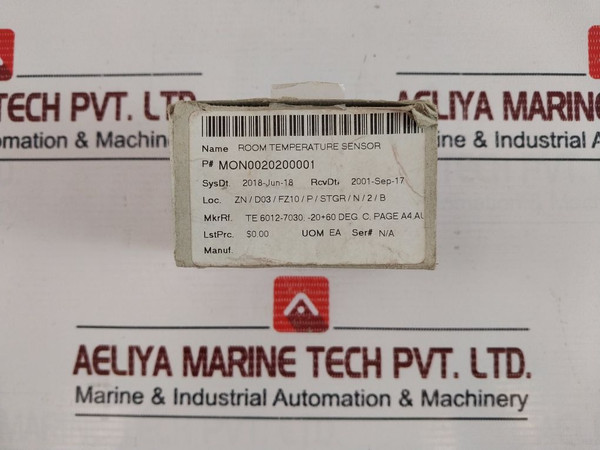 TECH PVT. LTD
AELIYA MARINE
omation & Machine
& Industrial A
Name ROOM TEMPERATURE SENSOR
P# MON0020200001
SysDt. 2018-Jun-18 RcvDt. 2001-Sep-17
Loc. ZN / D03 / FZ10 / P / STGR / N / 2 / B
MkrRf. TE 6012-7030. -20+60 DEG. C. PAGE A4,AL
LstPrc. $0.00 UOM EA Ser# N/A
Manuf.
AELIYA MARINE TECH PVT. LTD.
Marine & Industrial Automation & Machinery